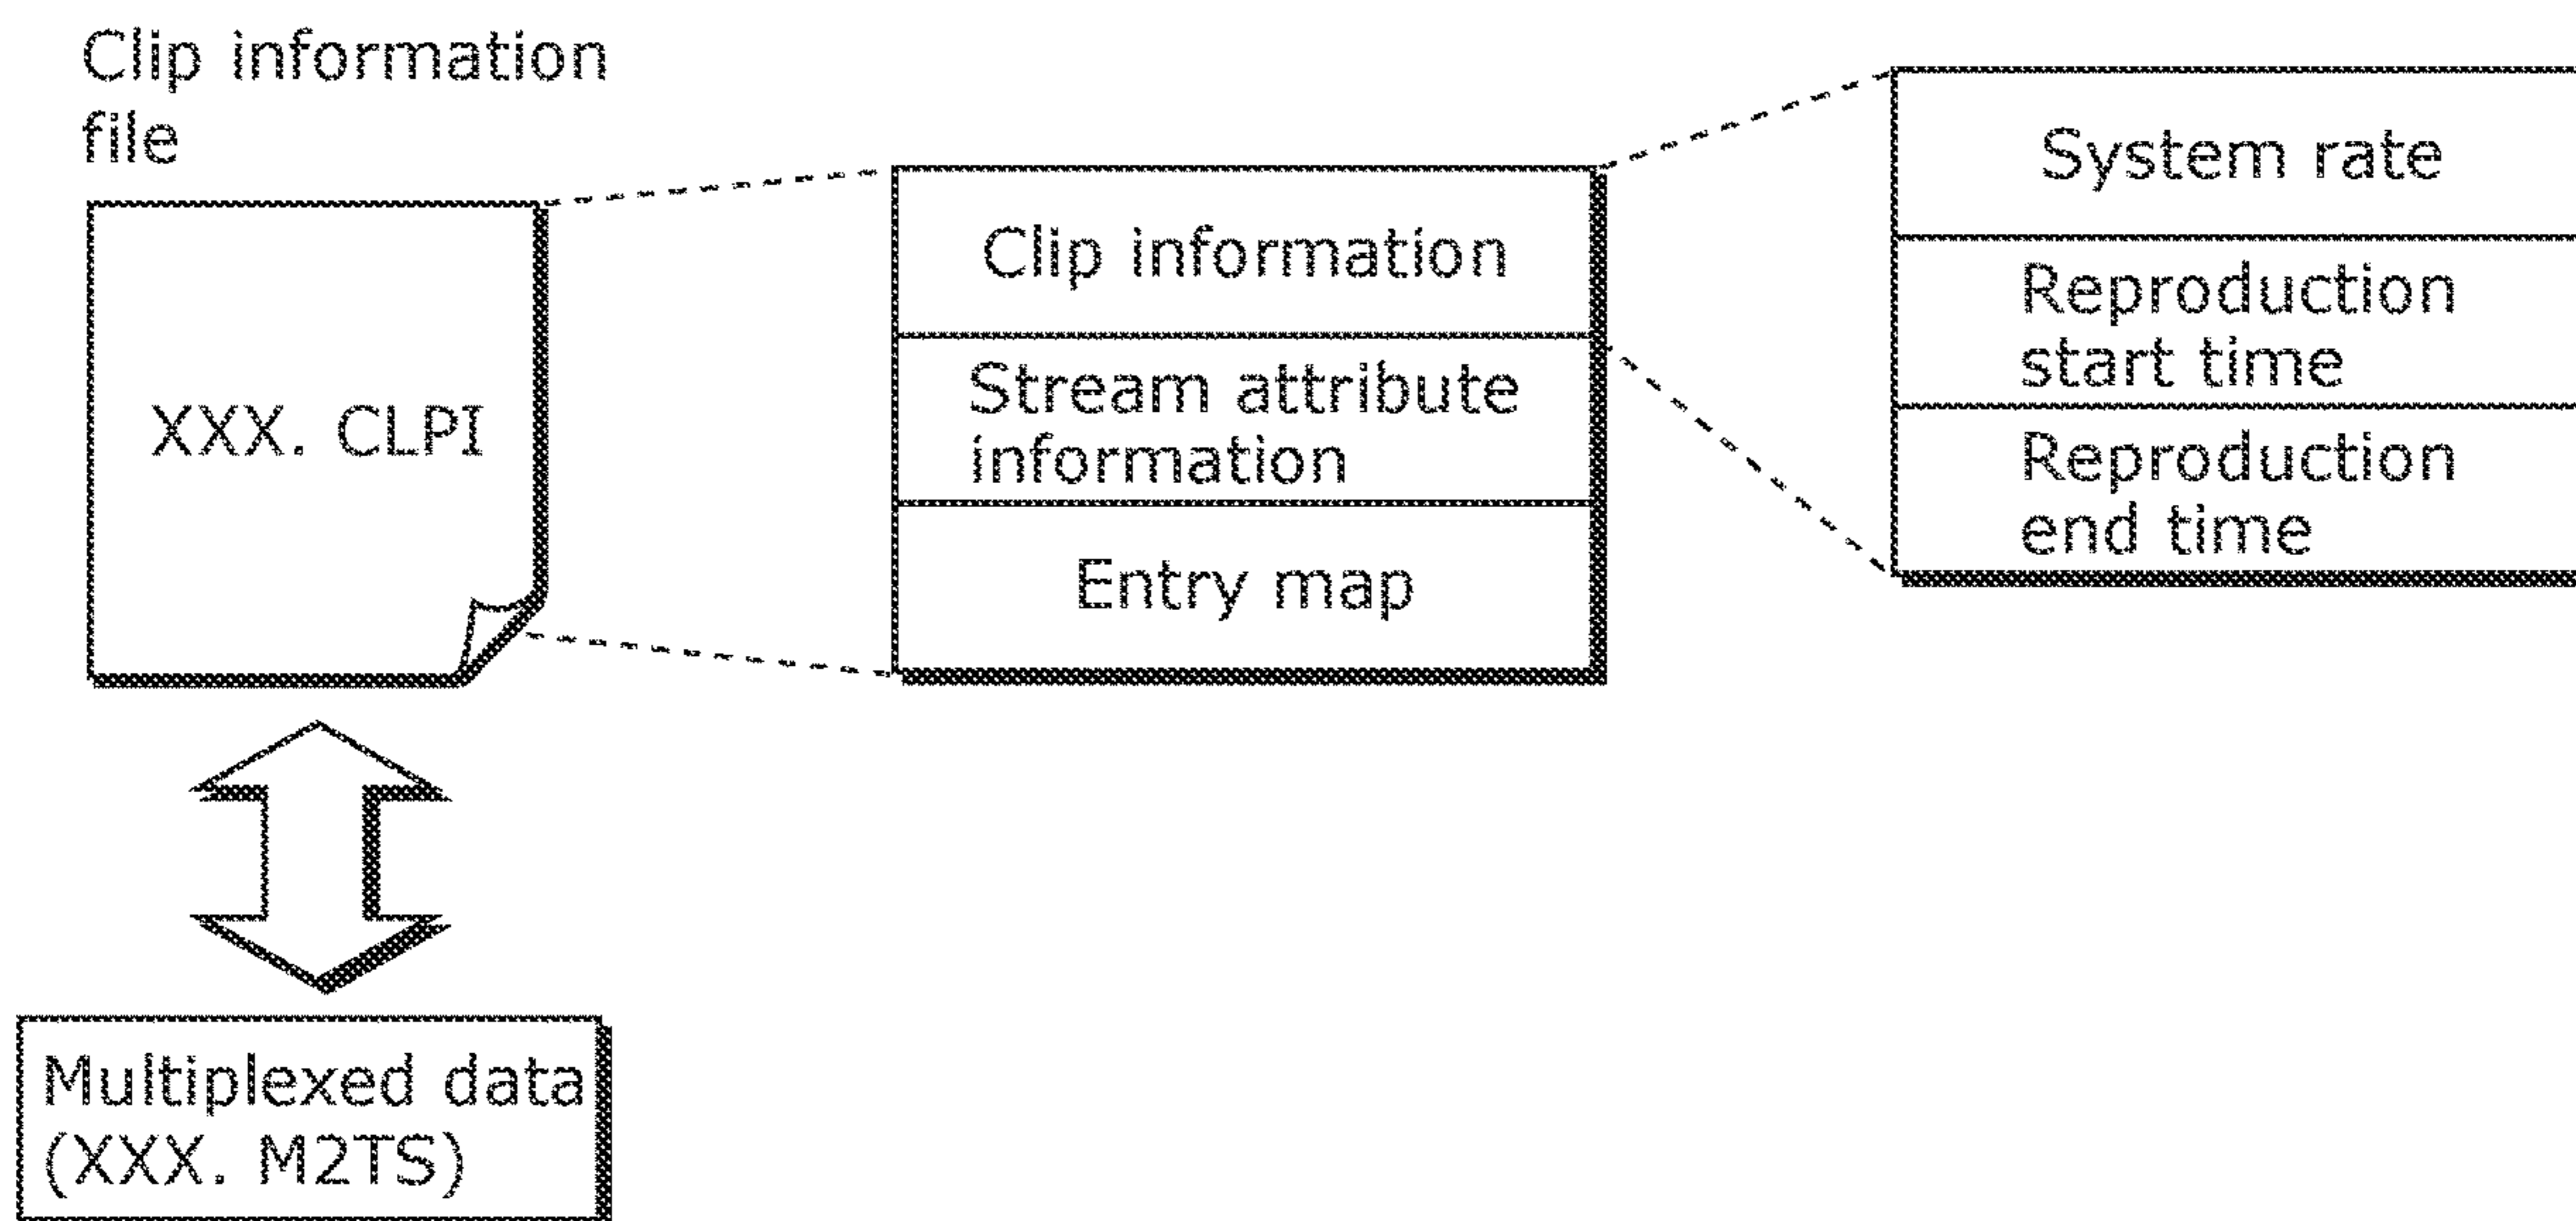 Clip information
file
XXX. CLPI
Clip information
Stream attribute
information
Entry map
System rate
Reproduction
start time
Reproduction
end time
Multiplexed data
(XXX. M2TS)